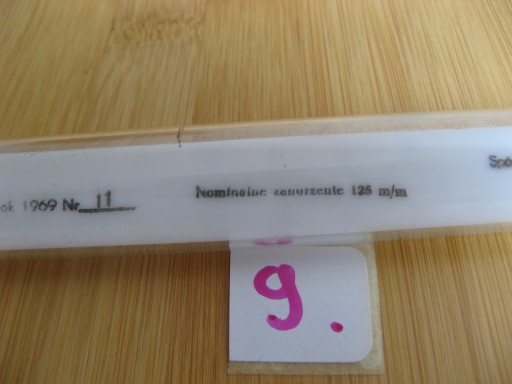 ok 1969 Nr 11
Nominalne zanurzenie 125 m/m
Spó
9.